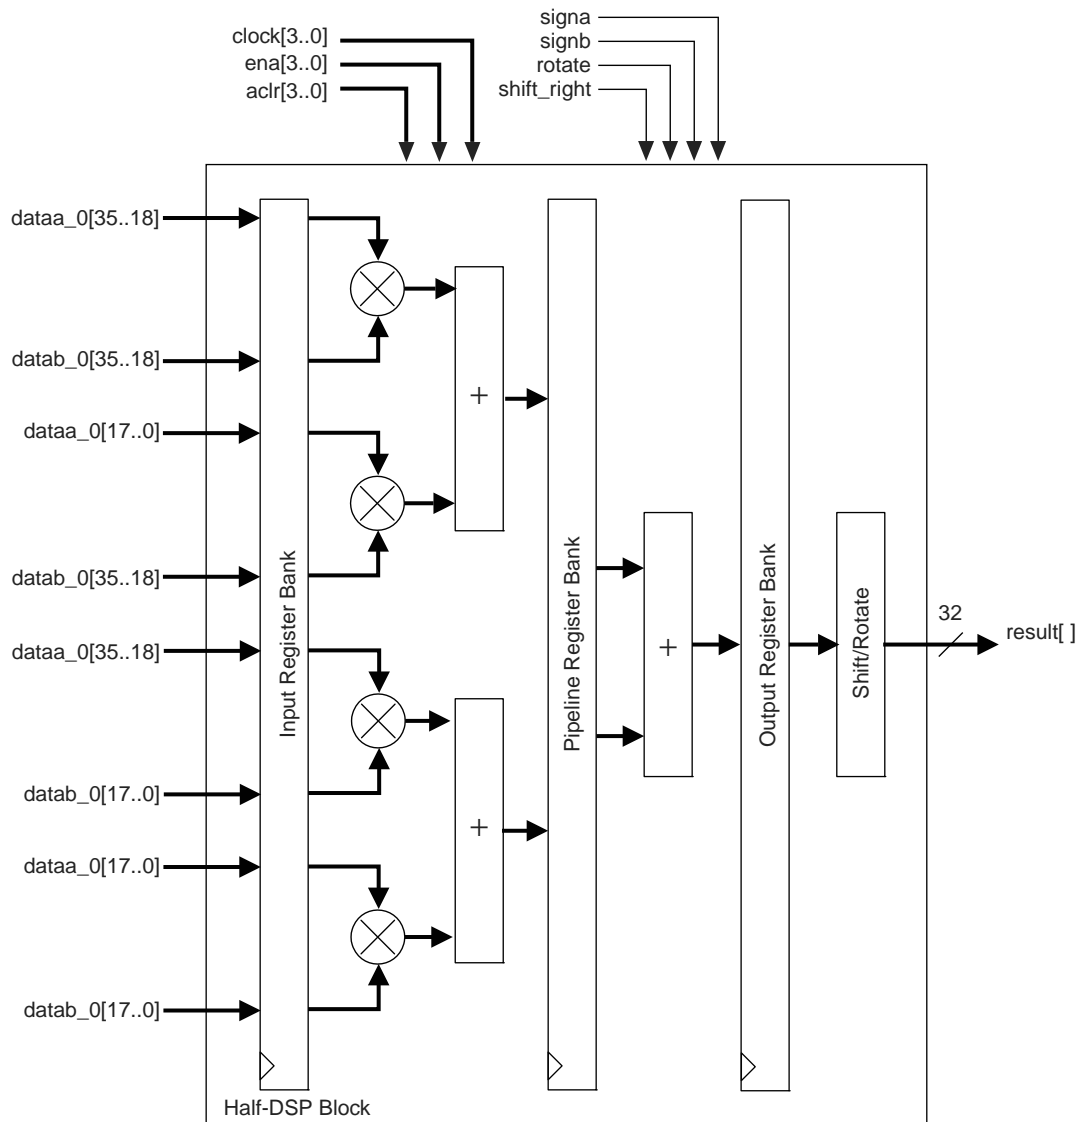 clock[3..0]
ena[3..0]
aclr[3..0]
signa
signb
rotate
shift_right
dataa_0[35..18]
datab_0[35..18]
dataa_0[17..0]
datab_0[35..18]
dataa_0[35..18]
datab_0[17..0]
dataa_0[17..0]
datab_0[17..0]
Input Register Bank
+
+
Pipeline Register Bank
+
Output Register Bank
Shift/Rotate
32
result[ ]
Half-DSP Block